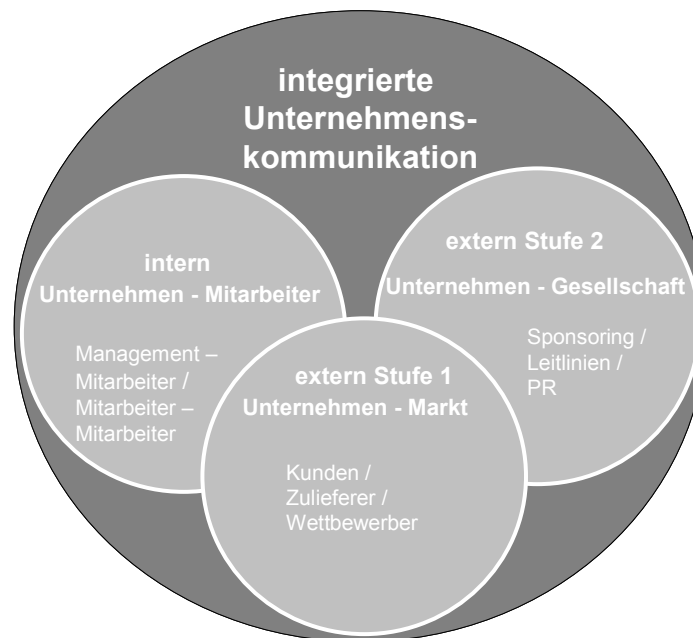 integrierte
Unternehmens-
kommunikation
intern
Unternehmen - Mitarbeiter
Management –
Mitarbeiter /
Mitarbeiter –
Mitarbeiter
extern Stufe 1
Unternehmen - Markt
Kunden /
Zulieferer /
Wettbewerber
extern Stufe 2
Unternehmen - Gesellschaft
Sponsoring /
Leitlinien /
PR